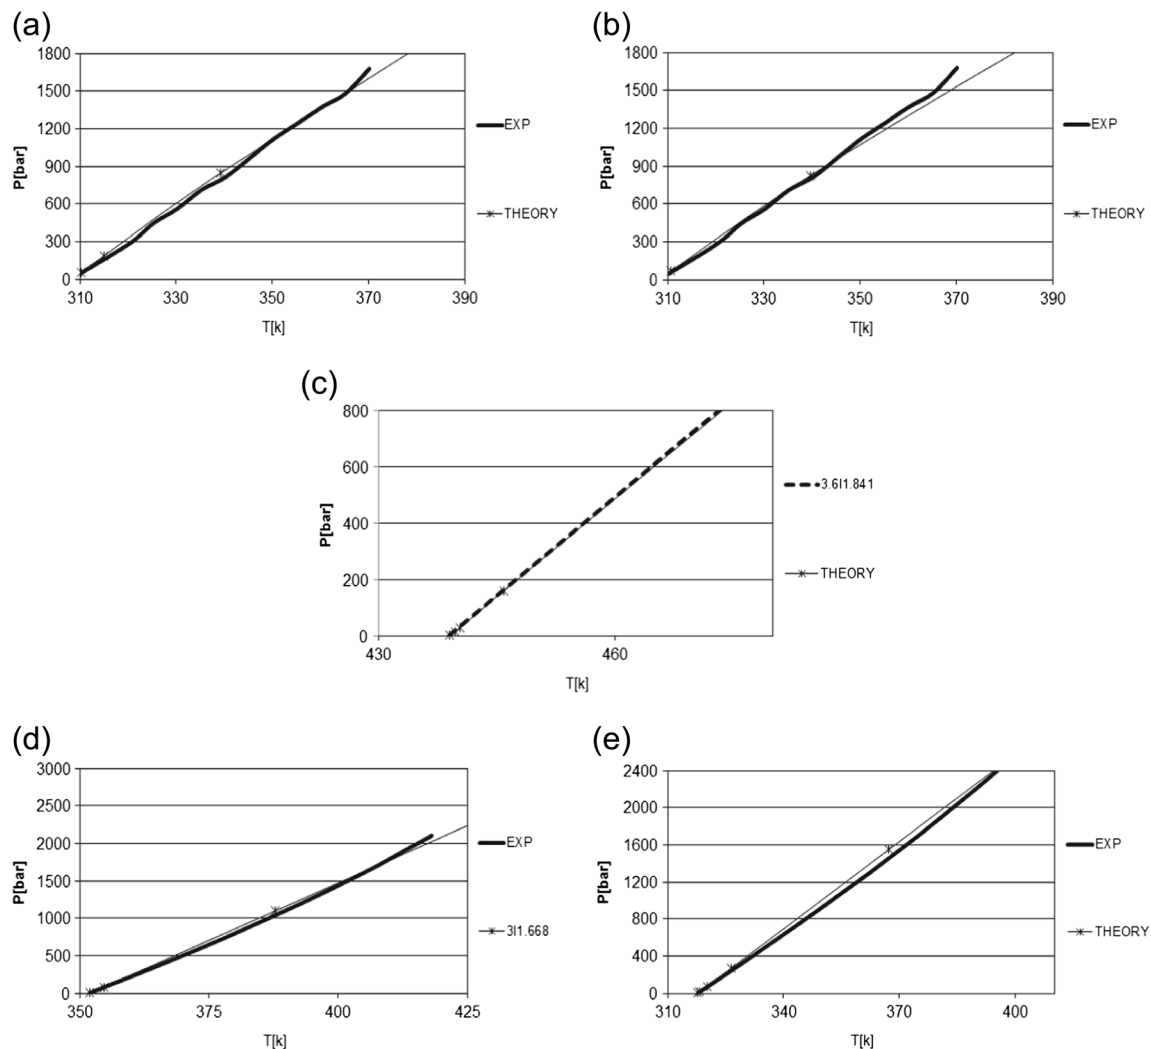 (a)
1800
1500
1200
900
600
300
0
P[bar]
310
330
350
370
390
T[k]
EXP
THEORY
(b)
1800
1500
1200
900
600
300
0
P[bar]
310
330
350
370
390
T[k]
EXP
THEORY
(c)
800
600
400
200
0
P[bar]
430
460
T[k]
3.6I1.841
THEORY
(d)
3000
2500
2000
1500
1000
500
0
P[bar]
350
375
400
425
T[k]
EXP
3I1.668
(e)
2400
2000
1600
1200
800
400
0
P[bar]
310
340
370
400
T[k]
EXP
THEORY